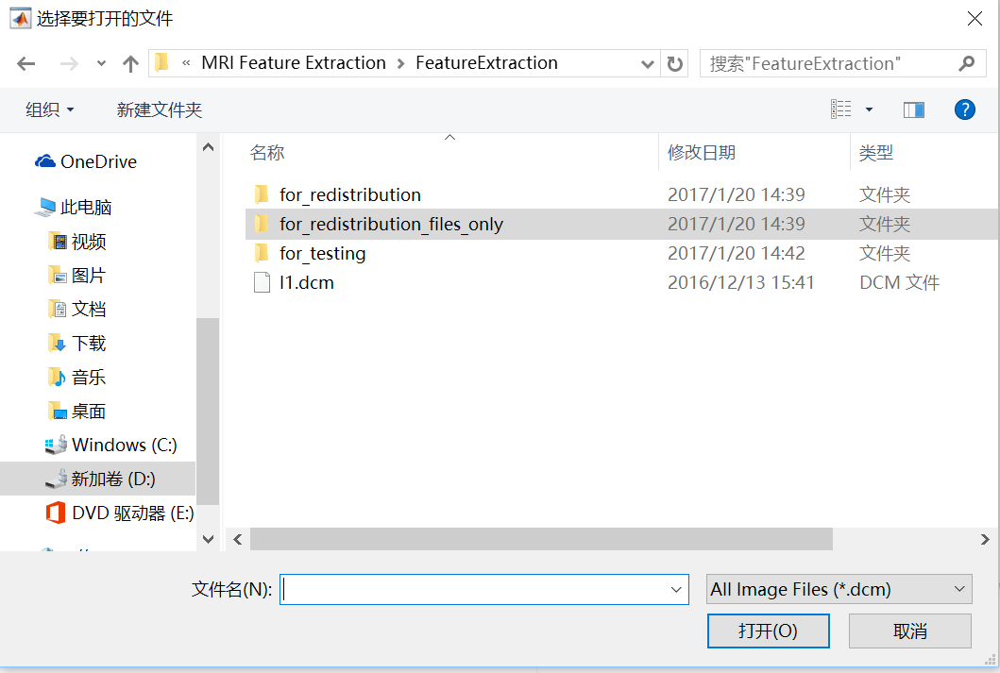 选择要打开的文件
« MRI Feature Extraction › FeatureExtraction
搜索"FeatureExtraction"
组织
新建文件夹
?
名称 修改日期 类型
OneDrive
此电脑
视频
图片
文档
下载
音乐
桌面
Windows (C:)
新加卷 (D:)
DVD 驱动器 (E:)
for_redistribution 2017/1/20 14:39 文件夹
for_redistribution_files_only 2017/1/20 14:39 文件夹
for_testing 2017/1/20 14:42 文件夹
I1.dcm 2016/12/13 15:41 DCM 文件
文件名(N):
All Image Files (*.dcm)
打开(O)
取消